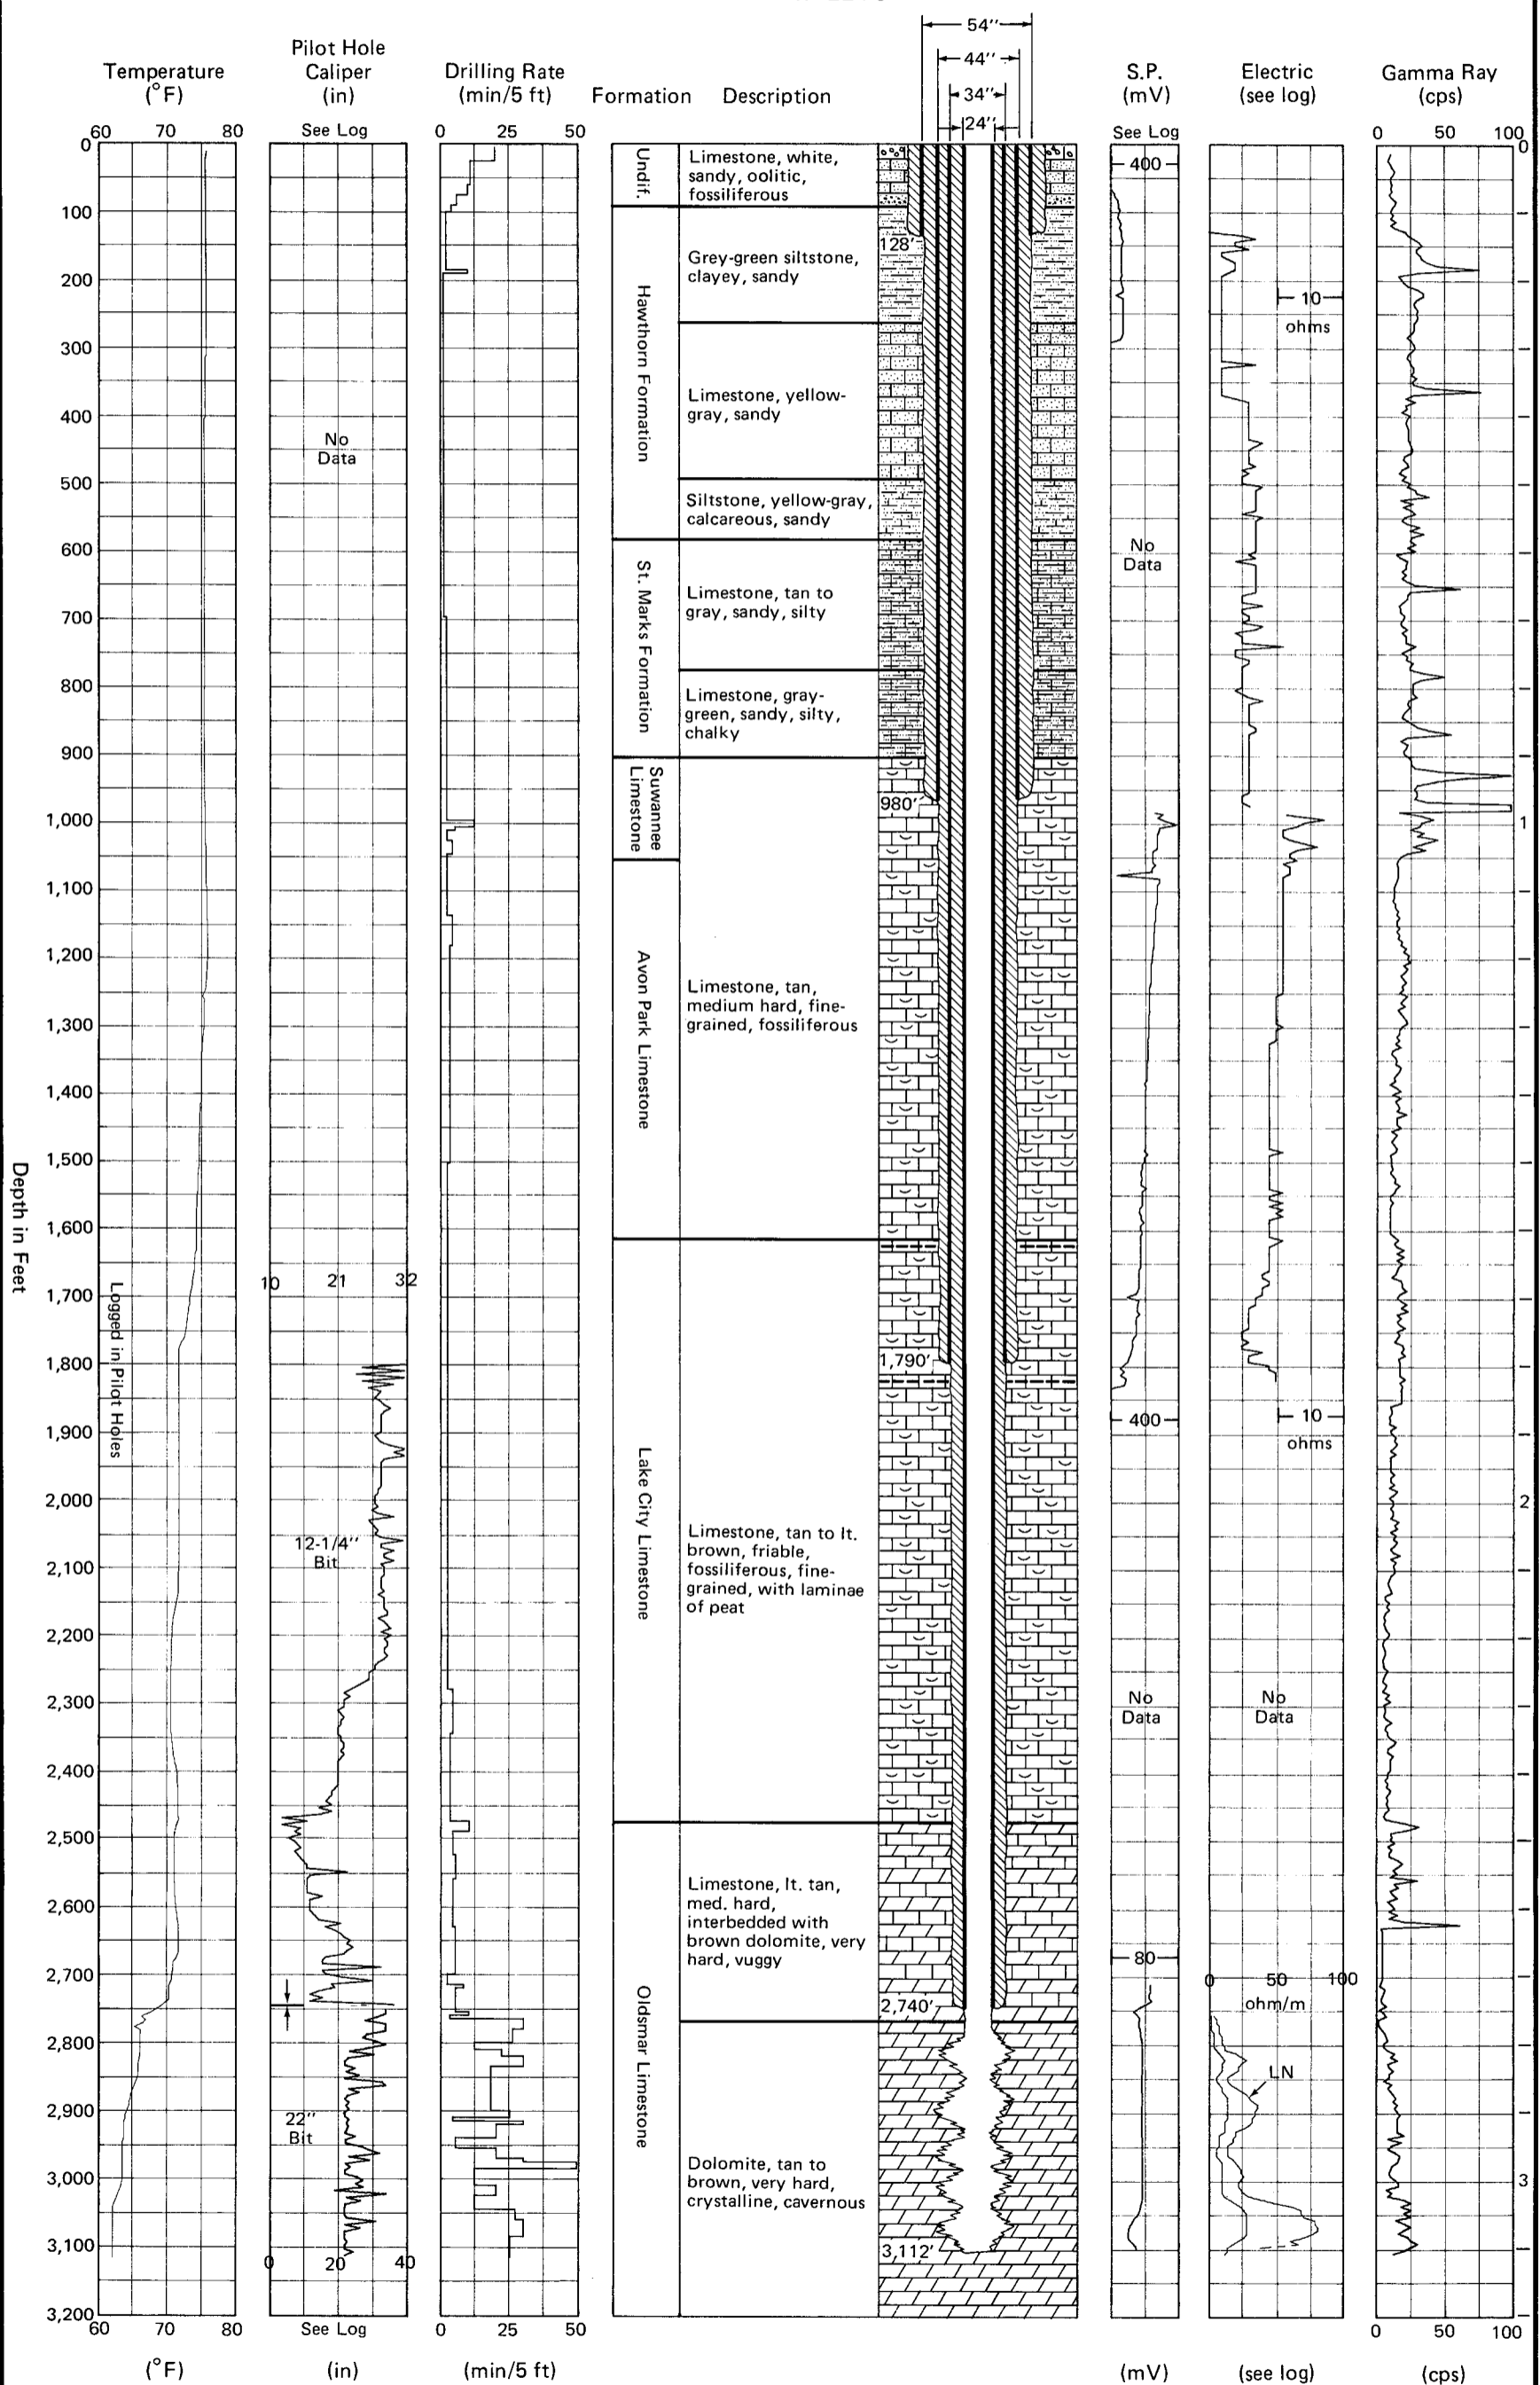 54′′
44′′
34′′
24′′
Temperature
(°F)
Pilot Hole
Caliper
(in)
Drilling Rate
(min/5 ft)
Formation
Description
S.P.
(mV)
Electric
(see log)
Gamma Ray
(cps)
60 70 80
See Log
0 25 50
See Log
0 50 100
Depth in Feet
0
100
200
300
400
500
600
700
800
900
1,000
1,100
1,200
1,300
1,400
1,500
1,600
1,700
1,800
1,900
2,000
2,100
2,200
2,300
2,400
2,500
2,600
2,700
2,800
2,900
3,000
3,100
3,200
Logged in Pilot Holes
No
Data
10 21 32
12-1/4′′
Bit
22′′
Bit
0 20 40
Undif.
Hawthorn Formation
St. Marks Formation
Suwannee
Limestone
Avon Park Limestone
Lake City Limestone
Oldsmar Limestone
Limestone, white,
sandy, oolitic,
fossiliferous
Grey-green siltstone,
clayey, sandy
Limestone, yellow-
gray, sandy
Siltstone, yellow-gray,
calcareous, sandy
Limestone, tan to
gray, sandy, silty
Limestone, gray-
green, sandy, silty,
chalky
Limestone, tan,
medium hard, fine-
grained, fossiliferous
Limestone, tan to lt.
brown, friable,
fossiliferous, fine-
grained, with laminae
of peat
Limestone, lt. tan,
med. hard,
interbedded with
brown dolomite, very
hard, vuggy
Dolomite, tan to
brown, very hard,
crystalline, cavernous
128′
980′
1,790′
2,740′
3,112′
400
No
Data
400
No
Data
80
10
ohms
10
ohms
No
Data
0 50 100
ohm/m
LN
0
1
2
3
60 70 80
See Log
0 25 50
0 50 100
(°F)
(in)
(min/5 ft)
(mV)
(see log)
(cps)